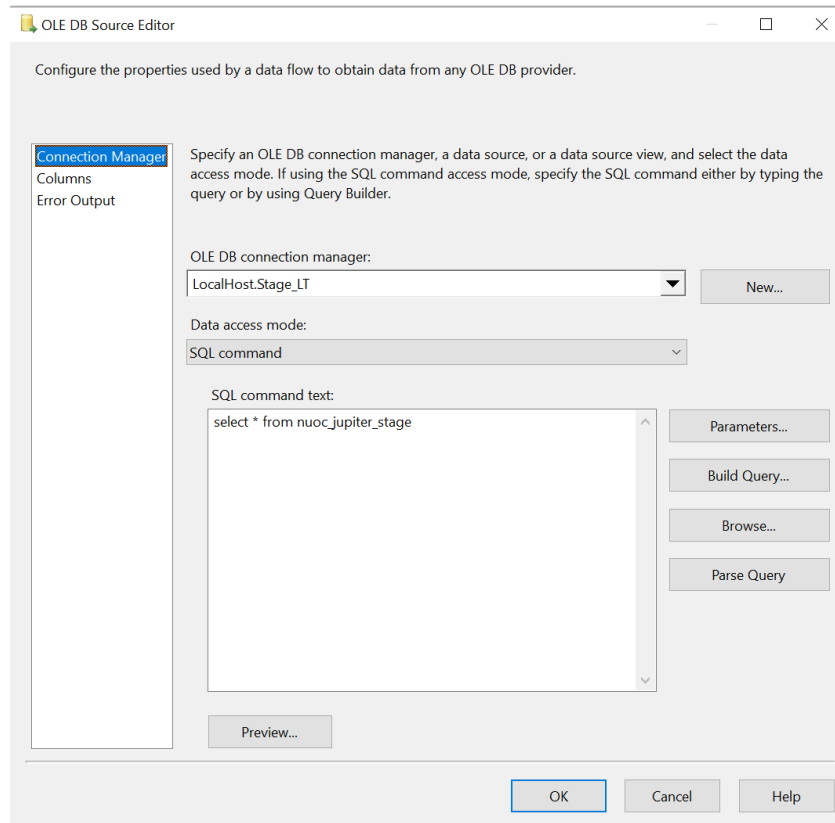 OLE DB Source Editor
Configure the properties used by a data flow to obtain data from any OLE DB provider.
Connection Manager
Columns
Error Output
Specify an OLE DB connection manager, a data source, or a data source view, and select the data
access mode. If using the SQL command access mode, specify the SQL command either by typing the
query or by using Query Builder.
OLE DB connection manager:
LocalHost.Stage_LT
New...
Data access mode:
SQL command
SQL command text:
select * from nuoc_jupiter_stage
Parameters...
Build Query...
Browse...
Parse Query
Preview...
OK
Cancel
Help